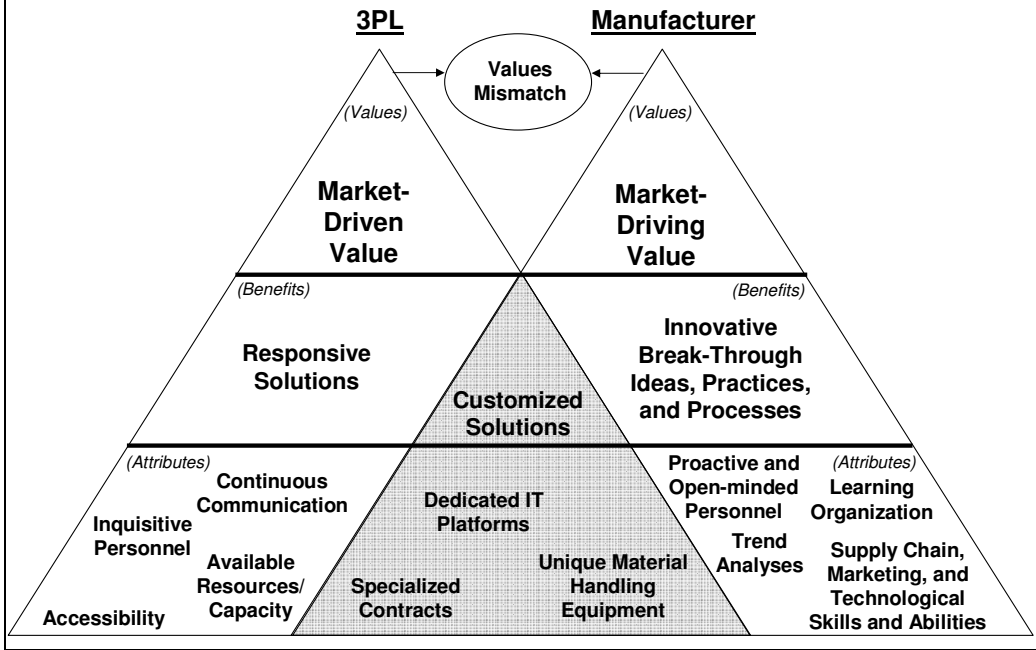 3PL
Manufacturer
Values
Mismatch
(Values)
(Values)
Market-
Driven
Value
Market-
Driving
Value
(Benefits)
(Benefits)
Responsive
Solutions
Customized
Solutions
Innovative
Break-Through
Ideas, Practices,
and Processes
(Attributes)
Continuous
Communication
Inquisitive
Personnel
Available
Resources/
Capacity
Accessibility
Dedicated IT
Platforms
Specialized
Contracts
Unique Material
Handling
Equipment
Proactive and
Open-minded
Personnel
(Attributes)
Learning
Organization
Trend
Analyses
Supply Chain,
Marketing, and
Technological
Skills and Abilities